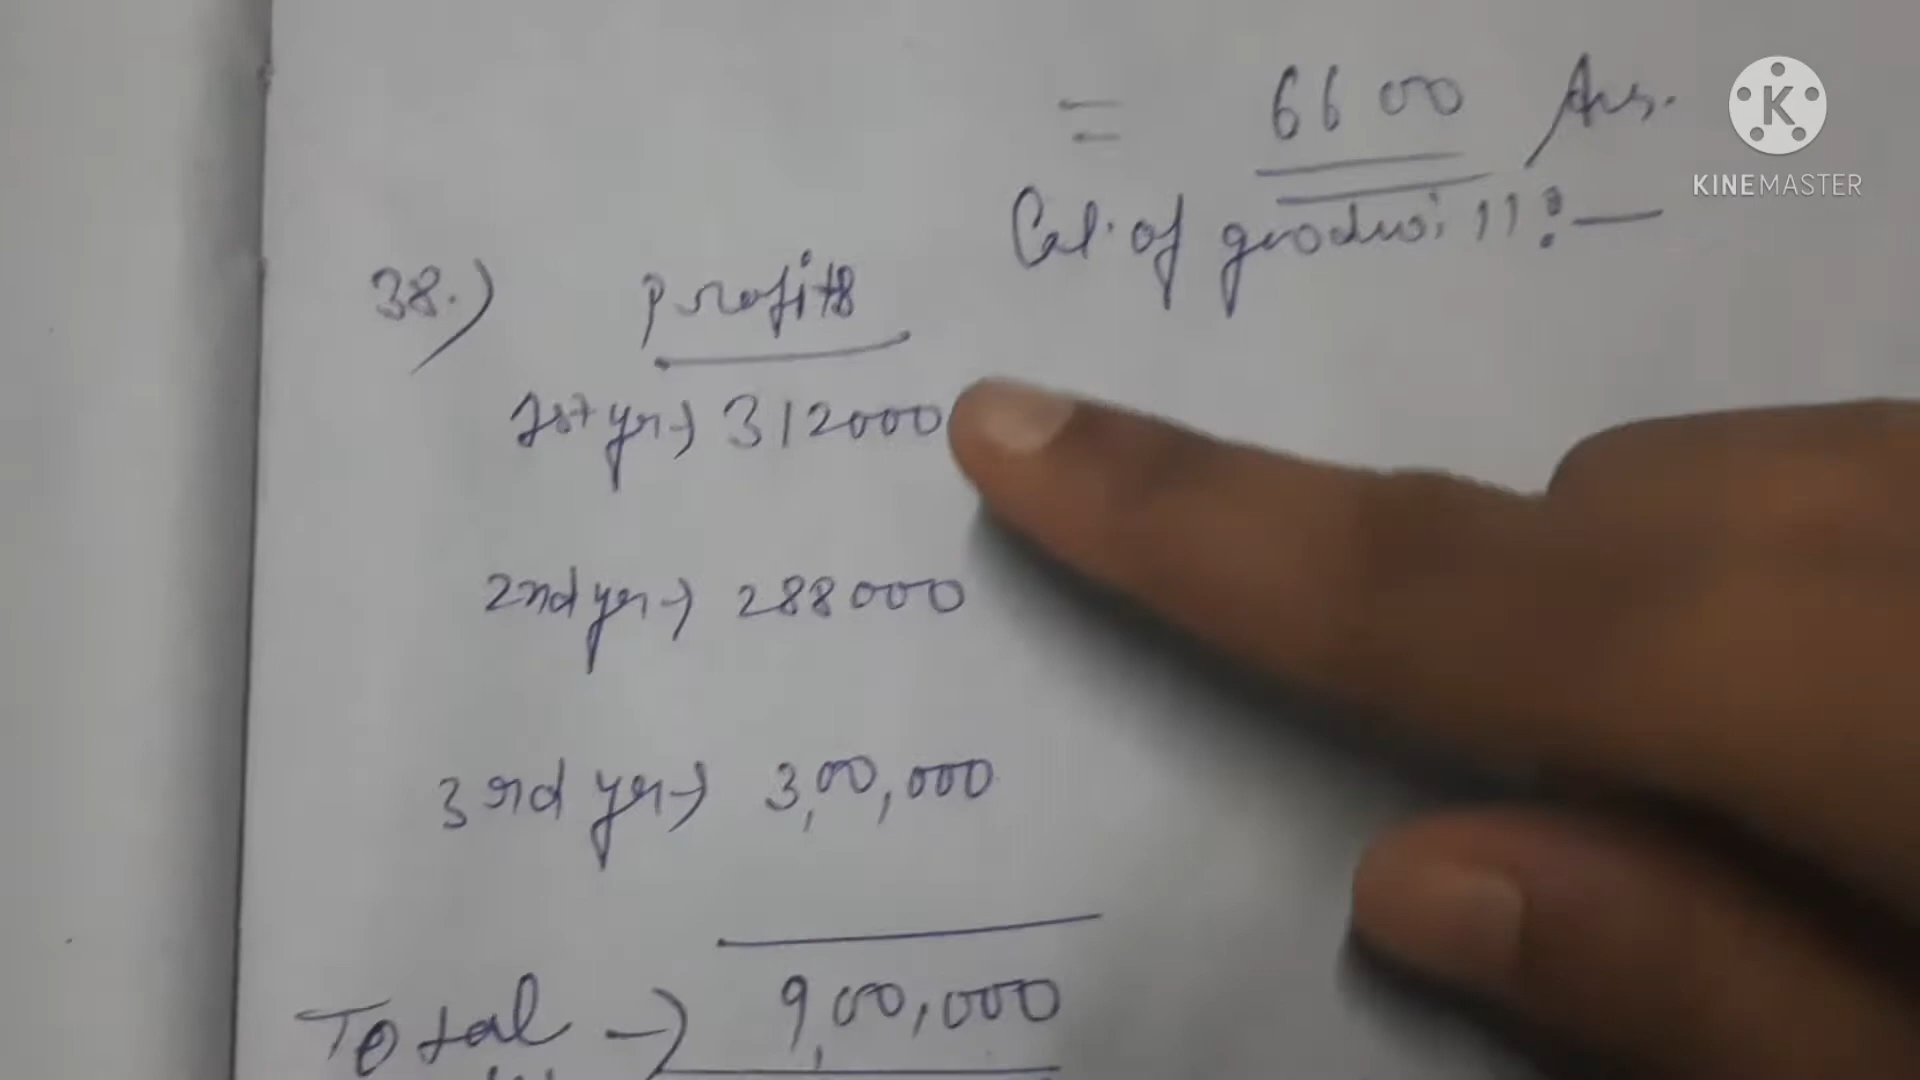 = 6600 Ans.
K
KINEMASTER
Cal. of goodwill :—
38.) Profits
1st yr → 312000
2nd yr → 288000
3rd yr → 3,00,000
Total → 9,00,000